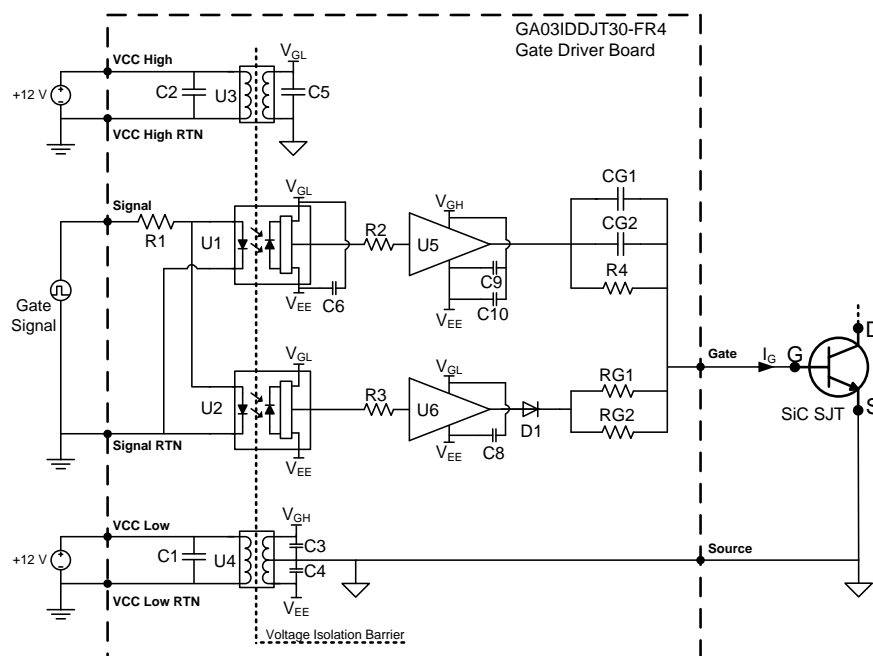 GA03IDDJT30-FR4
Gate Driver Board
VCC High
V_GL
+12 V
C2
U3
C5
VCC High RTN
Signal
R1
U1
V_GL
V_EE
C6
R2
V_GH
U5
C9
C10
V_EE
CG1
CG2
R4
Gate
Signal
D
Gate
I_G
G
S
SiC SJT
U2
V_GL
V_EE
R3
V_GL
U6
V_EE
C8
D1
RG1
RG2
Signal RTN
VCC Low
V_GH
+12 V
C1
U4
C3
C4
V_EE
VCC Low RTN
Source
Voltage Isolation Barrier